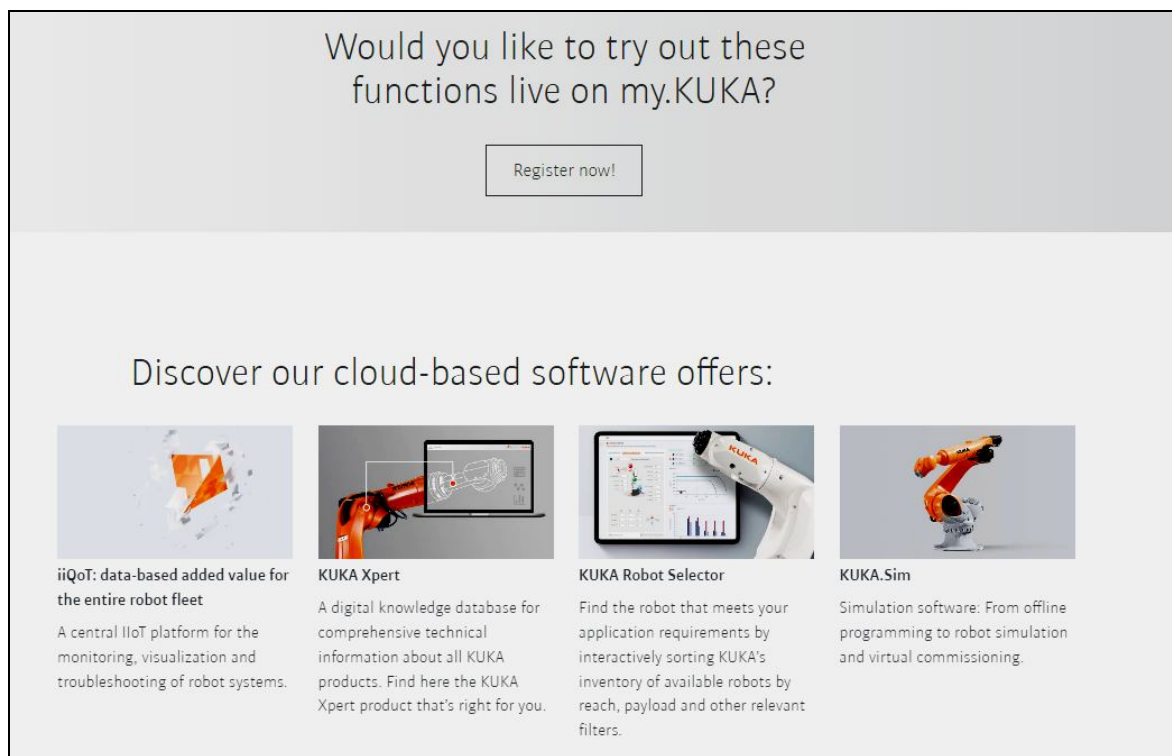 Would you like to try out these
functions live on my.KUKA?
Register now!
Discover our cloud-based software offers:
KUKA
iiQoT: data-based added value for
the entire robot fleet
A central IIoT platform for the
monitoring, visualization and
troubleshooting of robot systems.
KUKA Xpert
A digital knowledge database for
comprehensive technical
information about all KUKA
products. Find here the KUKA
Xpert product that's right for you.
KUKA Robot Selector
Find the robot that meets your
application requirements by
interactively sorting KUKA's
inventory of available robots by
reach, payload and other relevant
filters.
KUKA.Sim
Simulation software: From offline
programming to robot simulation
and virtual commissioning.